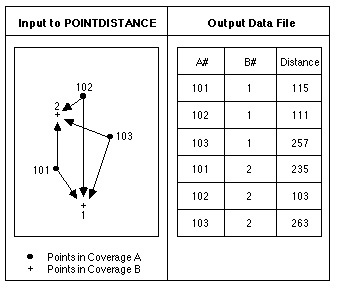 Input to POINTDISTANCE
Output Data File
102
2
103
101
1
Points in Coverage A
Points in Coverage B
A# B# Distance
101 1 115
102 1 111
103 1 257
101 2 235
102 2 103
103 2 263